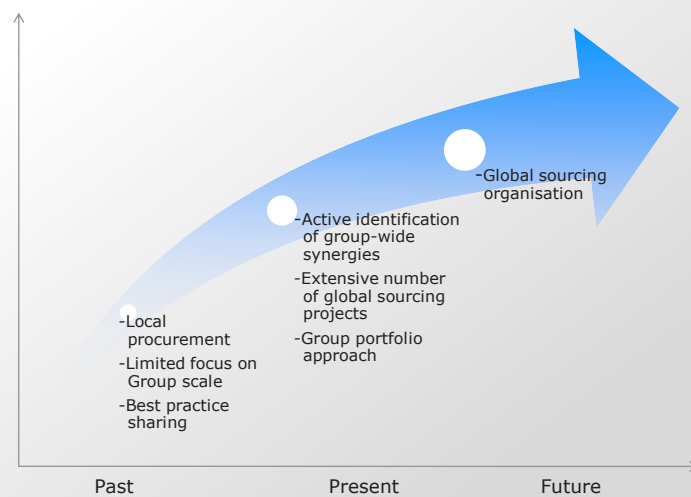 -Global sourcing
organisation
-Active identification
of group-wide
synergies
-Extensive number
of global sourcing
projects
-Group portfolio
approach
-Local
procurement
-Limited focus on
Group scale
-Best practice
sharing
Past
Present
Future